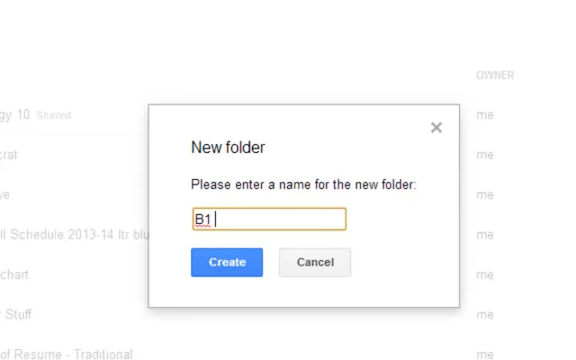 OWNER
gy 10 Shared
me
New folder
crat
me
Please enter a name for the new folder:
ve
me
B1
ll Schedule 2013-14 ltr blu
me
Create
Cancel
chart
me
Stuff
me
of Resume - Traditional
me